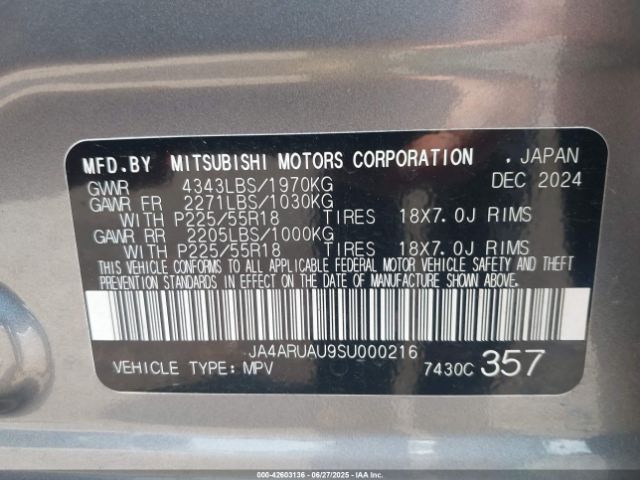 MFD.BY MITSUBISHI MOTORS CORPORATION . JAPAN
GVWR 4343LBS/1970KG DEC 2024
GAWR FR 2271LBS/1030KG
WITH P225/55R18 TIRES 18X7.0J RIMS
GAWR RR 2205LBS/1000KG
WITH P225/55R18 TIRES 18X7.0J RIMS
THIS VEHICLE CONFORMS TO ALL APPLICABLE FEDERAL MOTOR VEHICLE SAFETY AND THEFT
PREVENTION STANDARDS IN EFFECT ON THE DATE OF MANUFACTURE SHOWN ABOVE.
JA4ARUAU9SU000216
VEHICLE TYPE: MPV 7430C 357
000-42603136 | 06/27/2025 - IAA Inc.